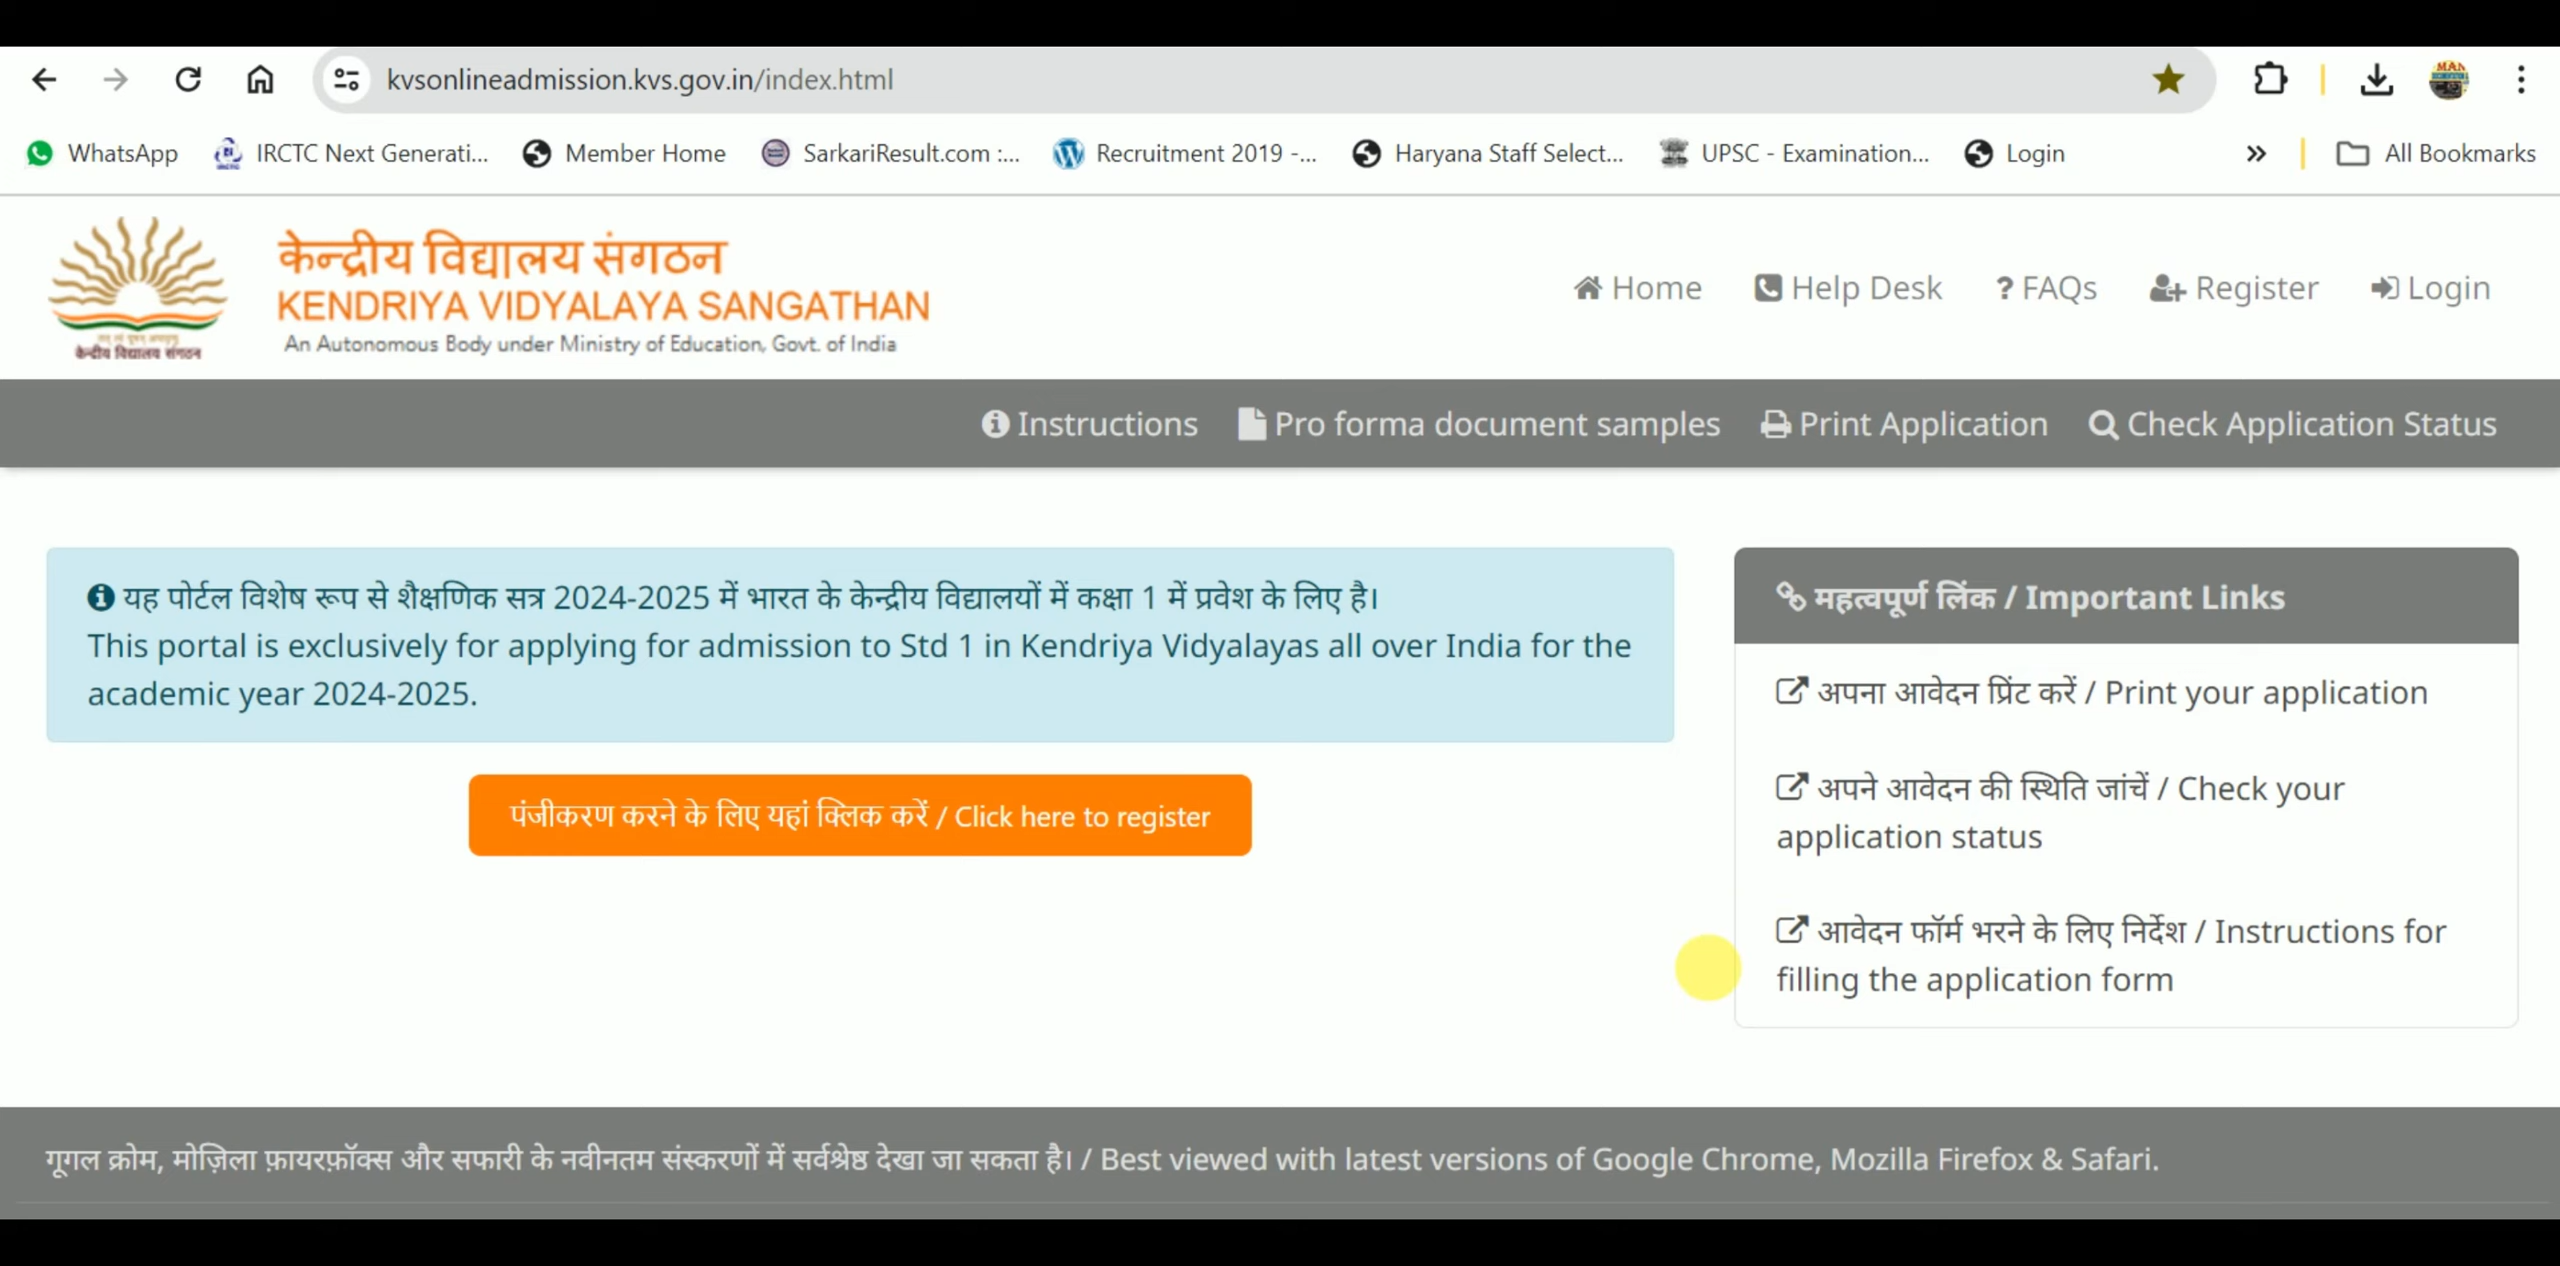 kvsonlineadmission.kvs.gov.in/index.html
WhatsApp IRCTC Next Generati... Member Home SarkariResult.com :... Recruitment 2019 -... Haryana Staff Select... UPSC - Examination... Login All Bookmarks
केन्द्रीय विद्यालय संगठन
KENDRIYA VIDYALAYA SANGATHAN
An Autonomous Body under Ministry of Education, Govt. of India
केन्द्रीय विद्यालय संगठन
Home Help Desk ? FAQs Register Login
Instructions Pro forma document samples Print Application Check Application Status
यह पोर्टल विशेष रूप से शैक्षणिक सत्र 2024-2025 में भारत के केन्द्रीय विद्यालयों में कक्षा 1 में प्रवेश के लिए है।
This portal is exclusively for applying for admission to Std 1 in Kendriya Vidyalayas all over India for the
academic year 2024-2025.
पंजीकरण करने के लिए यहां क्लिक करें / Click here to register
महत्वपूर्ण लिंक / Important Links
अपना आवेदन प्रिंट करें / Print your application
अपने आवेदन की स्थिति जांचें / Check your
application status
आवेदन फॉर्म भरने के लिए निर्देश / Instructions for
filling the application form
गूगल क्रोम, मोज़िला फ़ायरफ़ॉक्स और सफारी के नवीनतम संस्करणों में सर्वश्रेष्ठ देखा जा सकता है। / Best viewed with latest versions of Google Chrome, Mozilla Firefox & Safari.